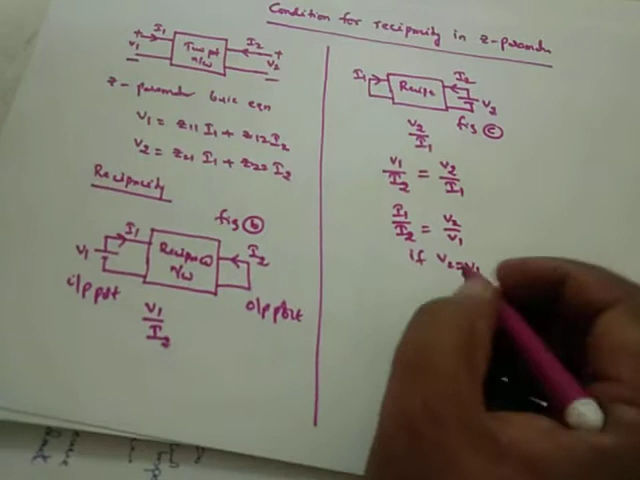 Condition for reciprocity in z-parameter
+ I1 I2 +
V1 Two port n/w V2
- -
z-parameter basic eqn
V1 = Z11 I1 + Z12 I2
V2 = Z21 I1 + Z22 I2
Reciprocity
fig b
V1 I1 n/w I2
i/p port o/p port
V1/I2
I1 I2 V2
fig c
V2/I1
V1/I2 = V2/I1
I1/I2 = V2/V1
if V2=V1